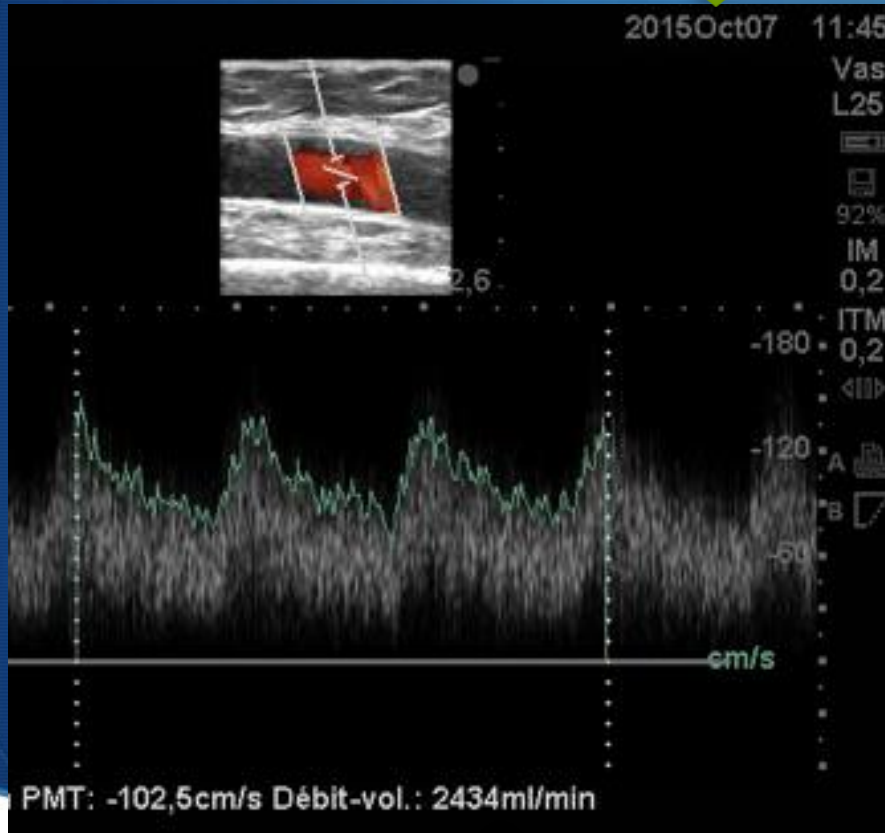 2015Oct07 11:45
Vas
L25
92%
IM
0,2
2,6
ITM
0,2
-180
-120
A
B
-60
cm/s
PMT: -102,5cm/s Débit-vol.: 2434ml/min